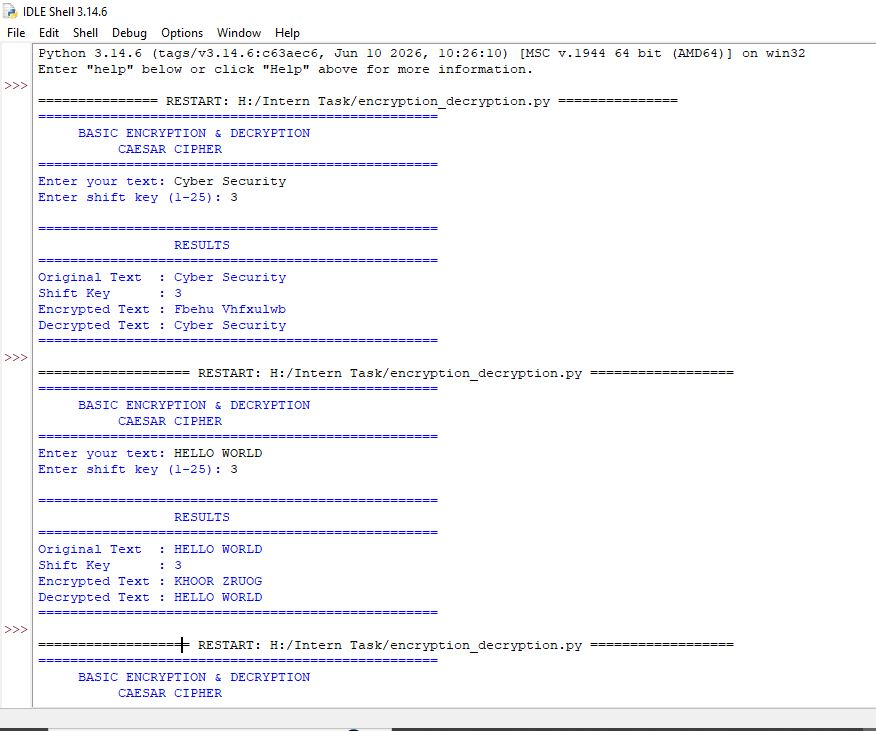 IDLE Shell 3.14.6
File Edit Shell Debug Options Window Help
Python 3.14.6 (tags/v3.14.6:c63aec6, Jun 10 2026, 10:26:10) [MSC v.1944 64 bit (AMD64)] on win32
Enter "help" below or click "Help" above for more information.
>>>
=============== RESTART: H:/Intern Task/encryption_decryption.py ===============
==================================================
     BASIC ENCRYPTION & DECRYPTION
          CAESAR CIPHER
==================================================
Enter your text: Cyber Security
Enter shift key (1-25): 3
==================================================
                 RESULTS
==================================================
Original Text  : Cyber Security
Shift Key      : 3
Encrypted Text : Fbehu Vhfxulwb
Decrypted Text : Cyber Security
==================================================
>>>
=================== RESTART: H:/Intern Task/encryption_decryption.py ==================
==================================================
     BASIC ENCRYPTION & DECRYPTION
          CAESAR CIPHER
==================================================
Enter your text: HELLO WORLD
Enter shift key (1-25): 3
==================================================
                 RESULTS
==================================================
Original Text  : HELLO WORLD
Shift Key      : 3
Encrypted Text : KHOOR ZRUOG
Decrypted Text : HELLO WORLD
==================================================
>>>
=================== RESTART: H:/Intern Task/encryption_decryption.py ==================
==================================================
     BASIC ENCRYPTION & DECRYPTION
          CAESAR CIPHER